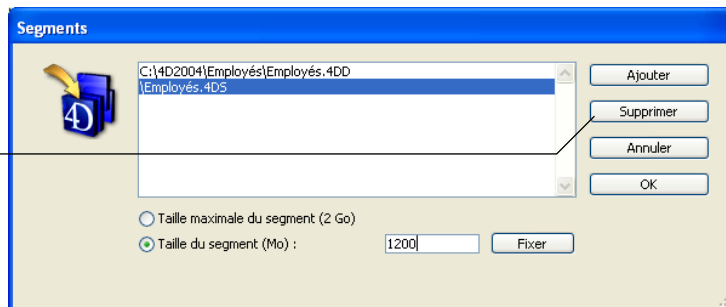 Segments
4D
C:\4D2004\Employés\Employés.4DD
\Employés.4DS
Ajouter
Supprimer
Annuler
OK
Taille maximale du segment (2 Go)
Taille du segment (Mo) :
1200
Fixer